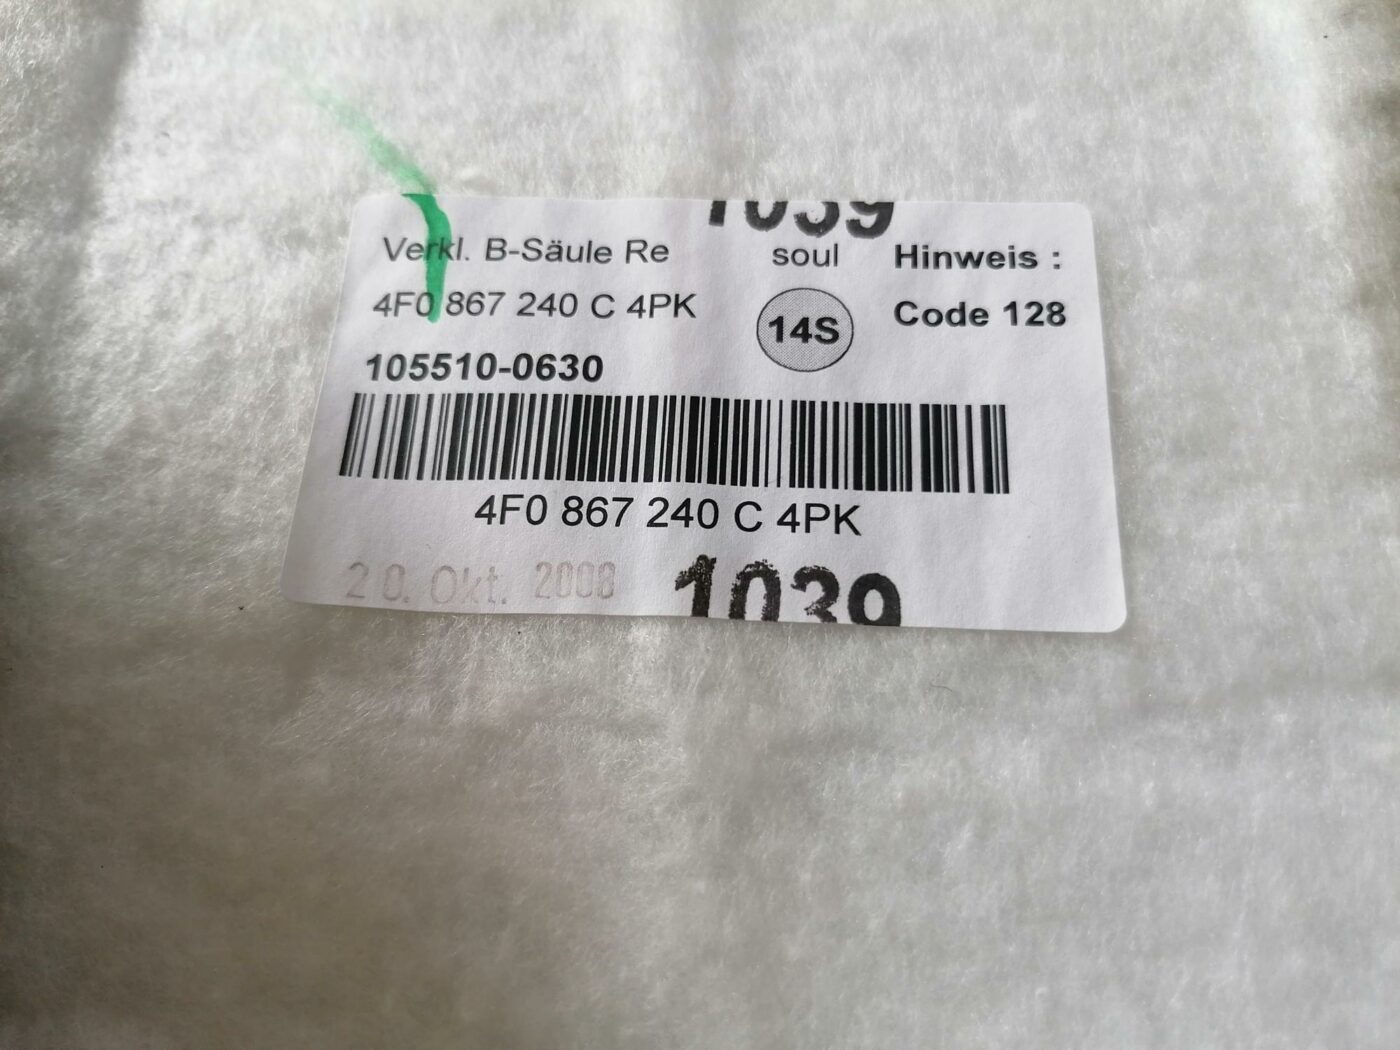 1039
Verkl. B-Säule Re soul Hinweis :
4F0 867 240 C 4PK 14S Code 128
105510-0630
4F0 867 240 C 4PK
20. Okt. 2008 1039